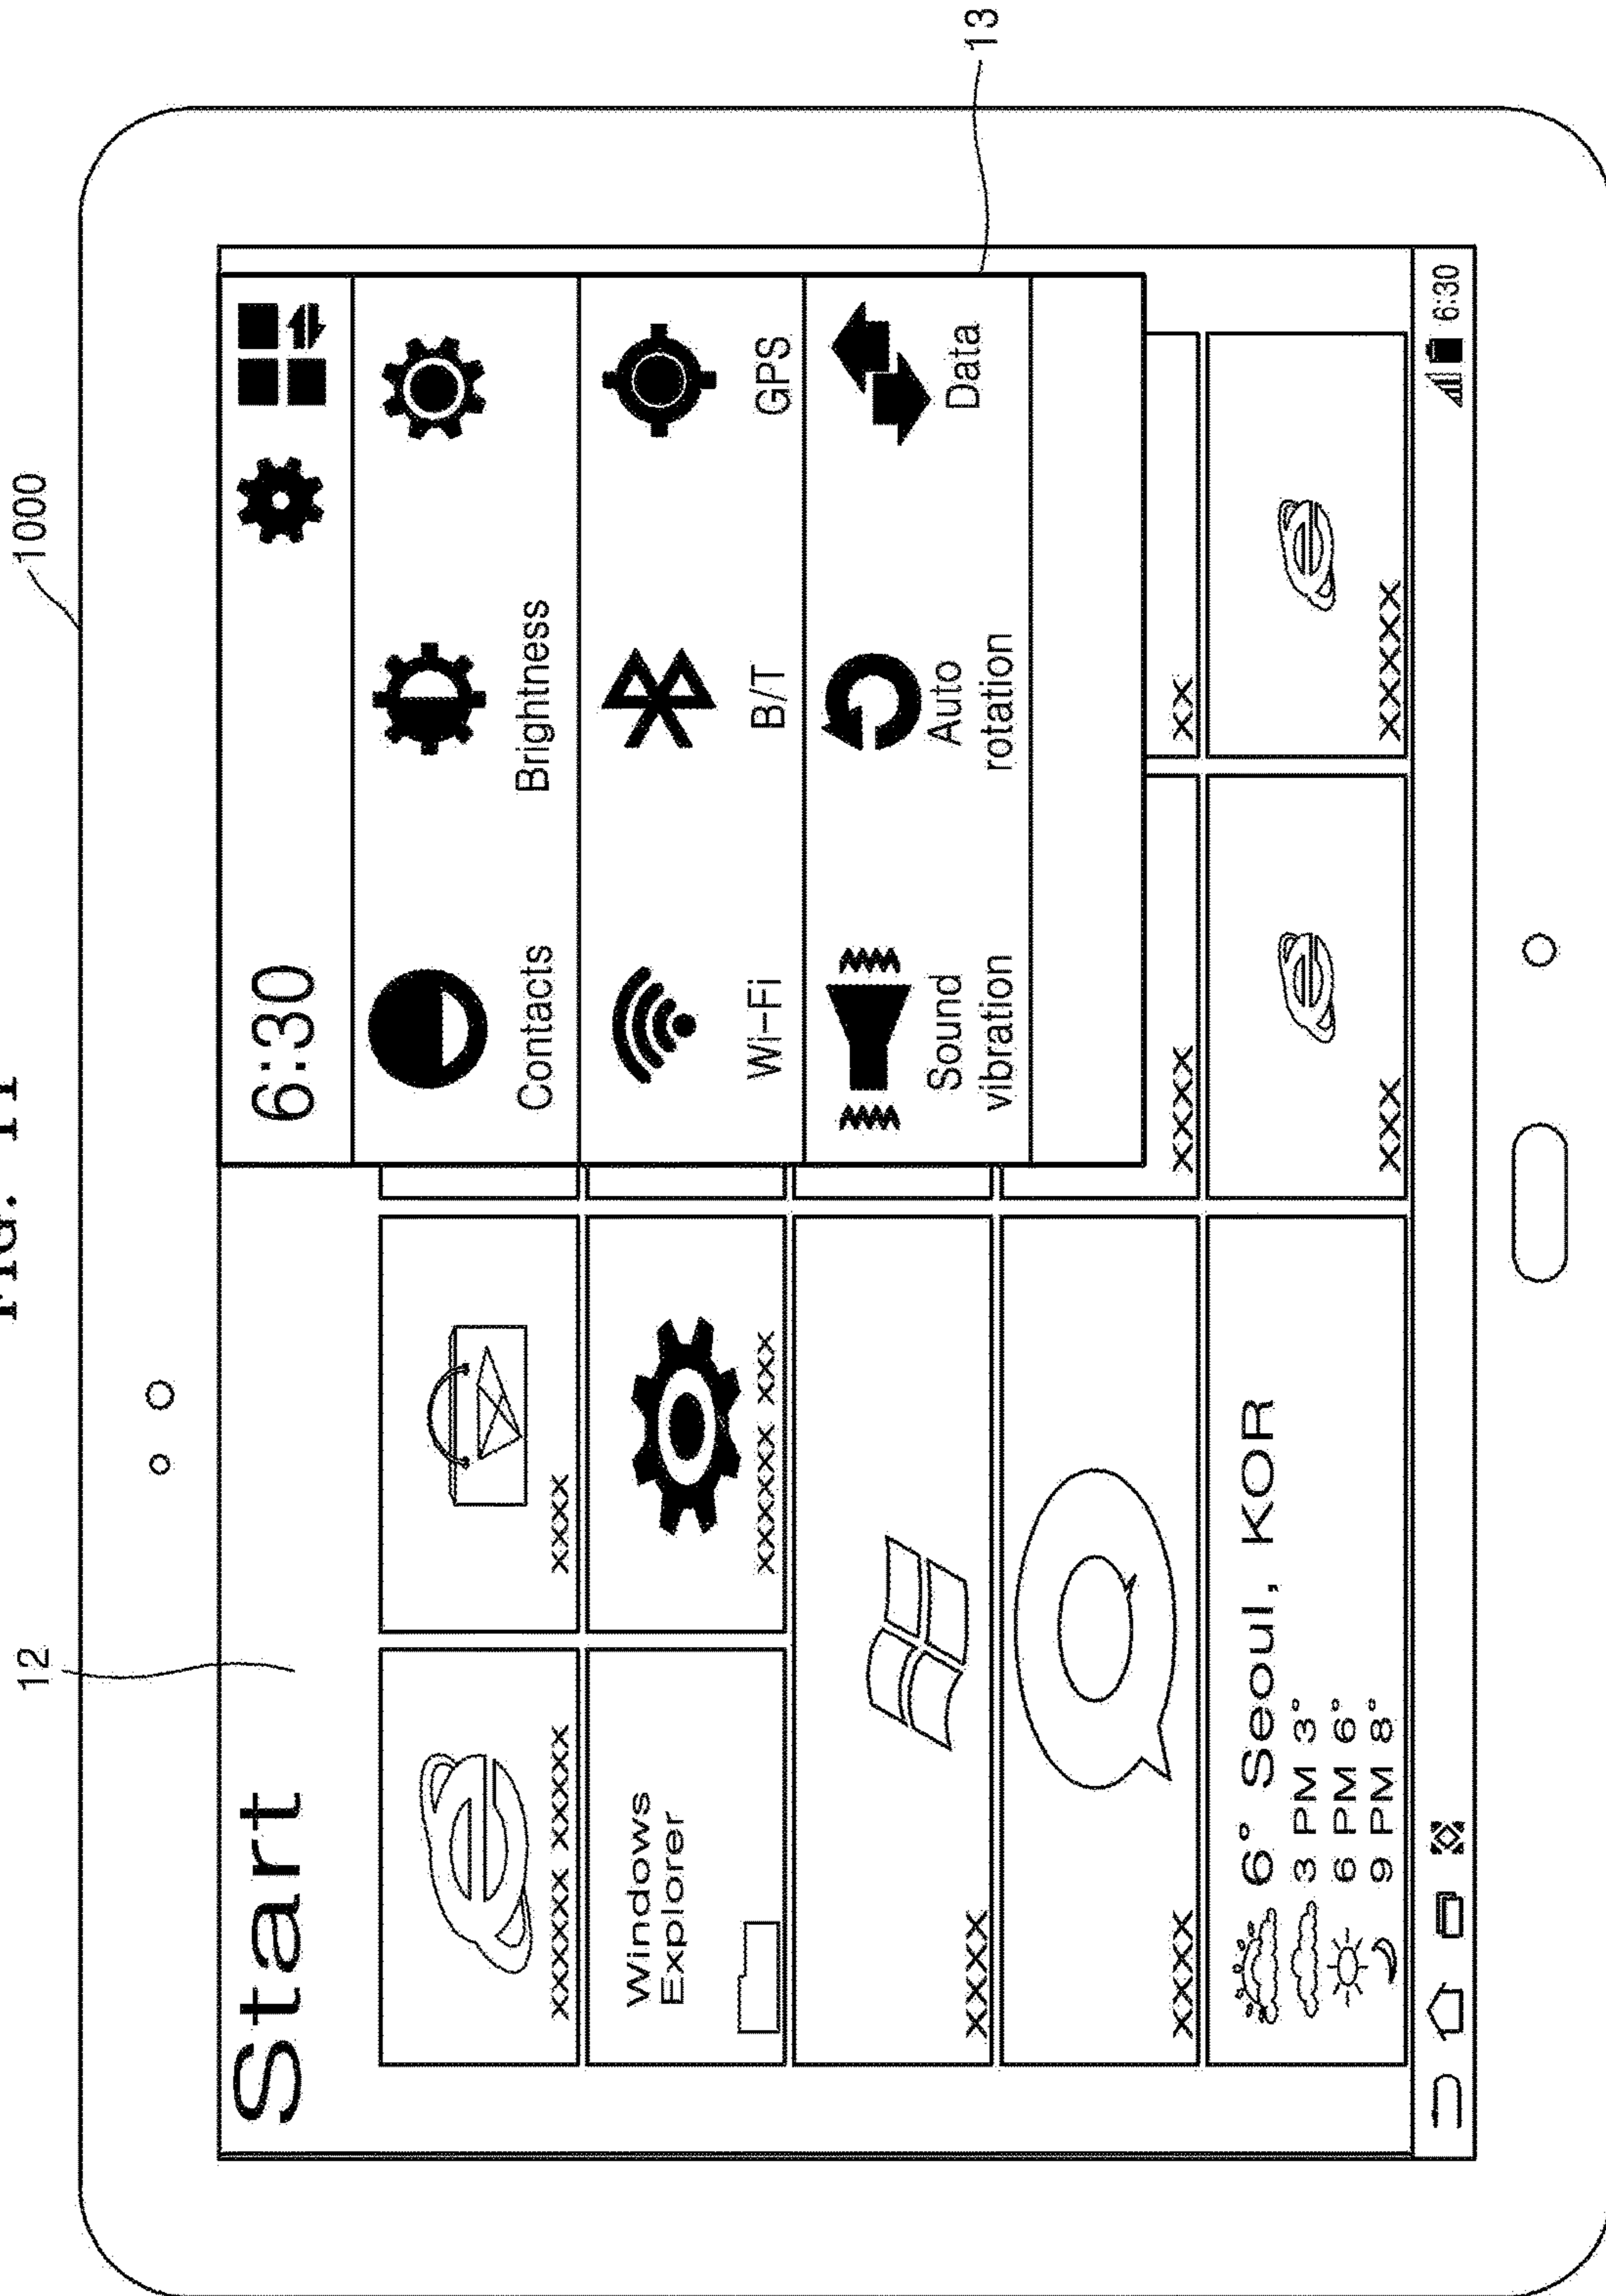 FIG. 11
1000
12
13
Start
6:30
Contacts
Brightness
Wi-Fi
B/T
GPS
Sound
vibration
Auto
rotation
Data
xxxxxx xxxxx
xxxx
Windows
Explorer
xxxxx xxx
xxxx
xxxx
xxxx
xx
6° Seoul, KOR
3 PM 3°
6 PM 6°
9 PM 8°
xxx
xxxxx
6:30